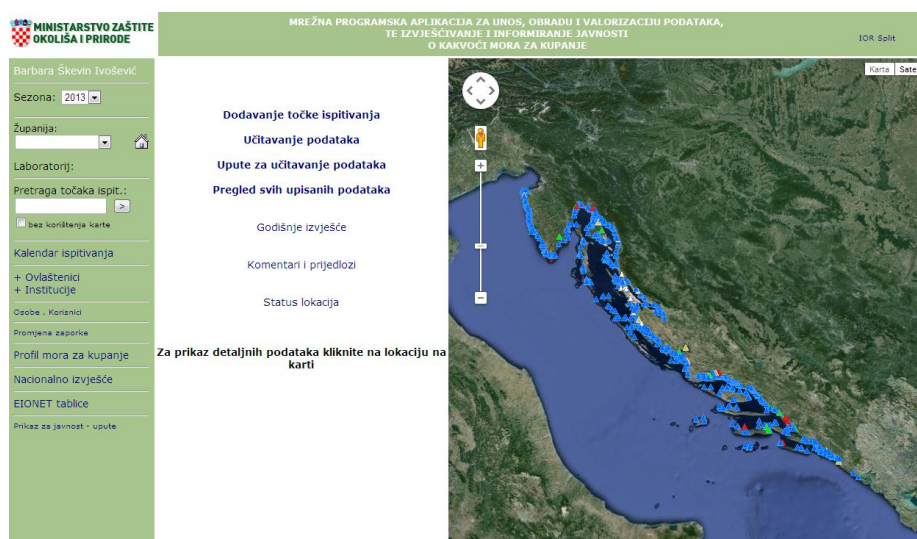 MINISTARSTVO ZAŠTITE
OKOLIŠA I PRIRODE
MREŽNA PROGRAMSKA APLIKACIJA ZA UNOS, OBRADU I VALORIZACIJU PODATAKA,
TE IZVJEŠĆIVANJE I INFORMIRANJE JAVNOSTI
O KAKVOĆI MORA ZA KUPANJE
IOR Split
Barbara Škevin Ivošević
Sezona: 2013
Županija:
Laboratorij:
Pretraga točaka ispit.:
>
bez korištenja karte
Kalendar ispitivanja
+ Ovlaštenici
+ Institucije
Osobe , Korisnici
Promjena zaporke
Profil mora za kupanje
Nacionalno izvješće
EIONET tablice
Prikaz za javnost - upute
Dodavanje točke ispitivanja
Učitavanje podataka
Upute za učitavanje podataka
Pregled svih upisanih podataka
Godišnje izvješće
Komentari i prijedlozi
Status lokacija
Za prikaz detaljnih podataka kliknite na lokaciju na
karti
Karta Sate